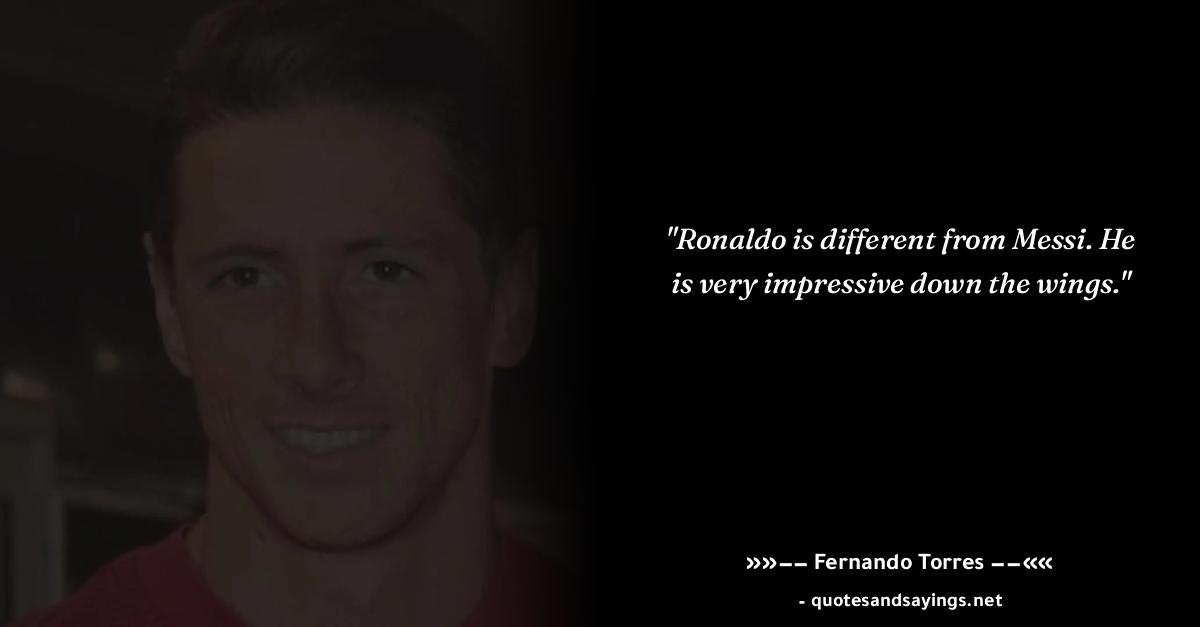 "Ronaldo is different from Messi. He
is very impressive down the wings."
»»−− Fernando Torres −−««
- quotesandsayings.net